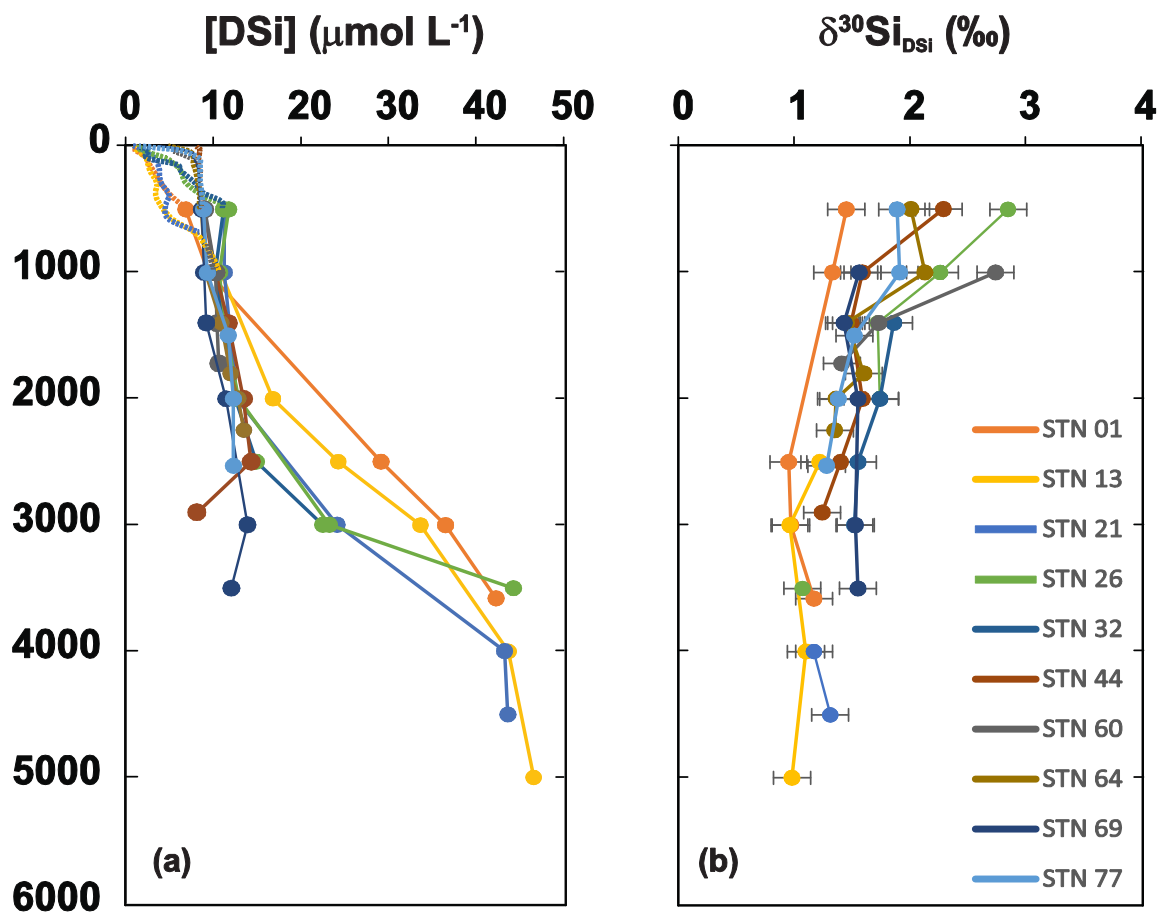 [DSi] (μmol L-1)
δ30SiDSi (‰)
0 10 20 30 40 50
0 1 2 3 4
0
1000
2000
3000
4000
5000
6000
STN 01
STN 13
STN 21
STN 26
STN 32
STN 44
STN 60
STN 64
STN 69
STN 77
(a)
(b)